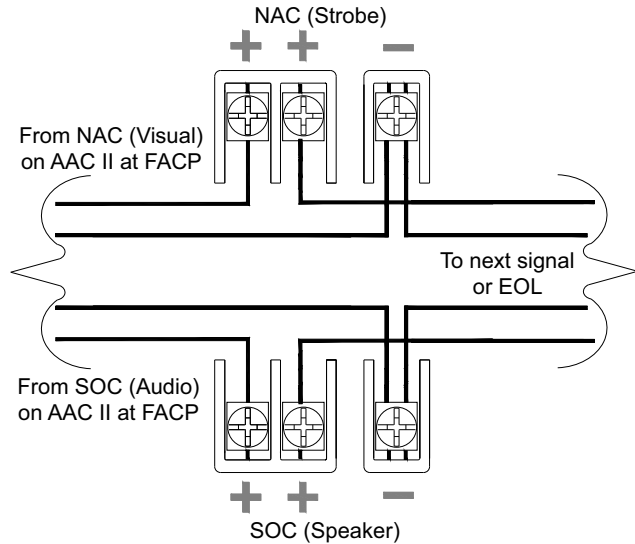 NAC (Strobe)
+ + −
From NAC (Visual)
on AAC II at FACP
To next signal
or EOL
From SOC (Audio)
on AAC II at FACP
+ + −
SOC (Speaker)